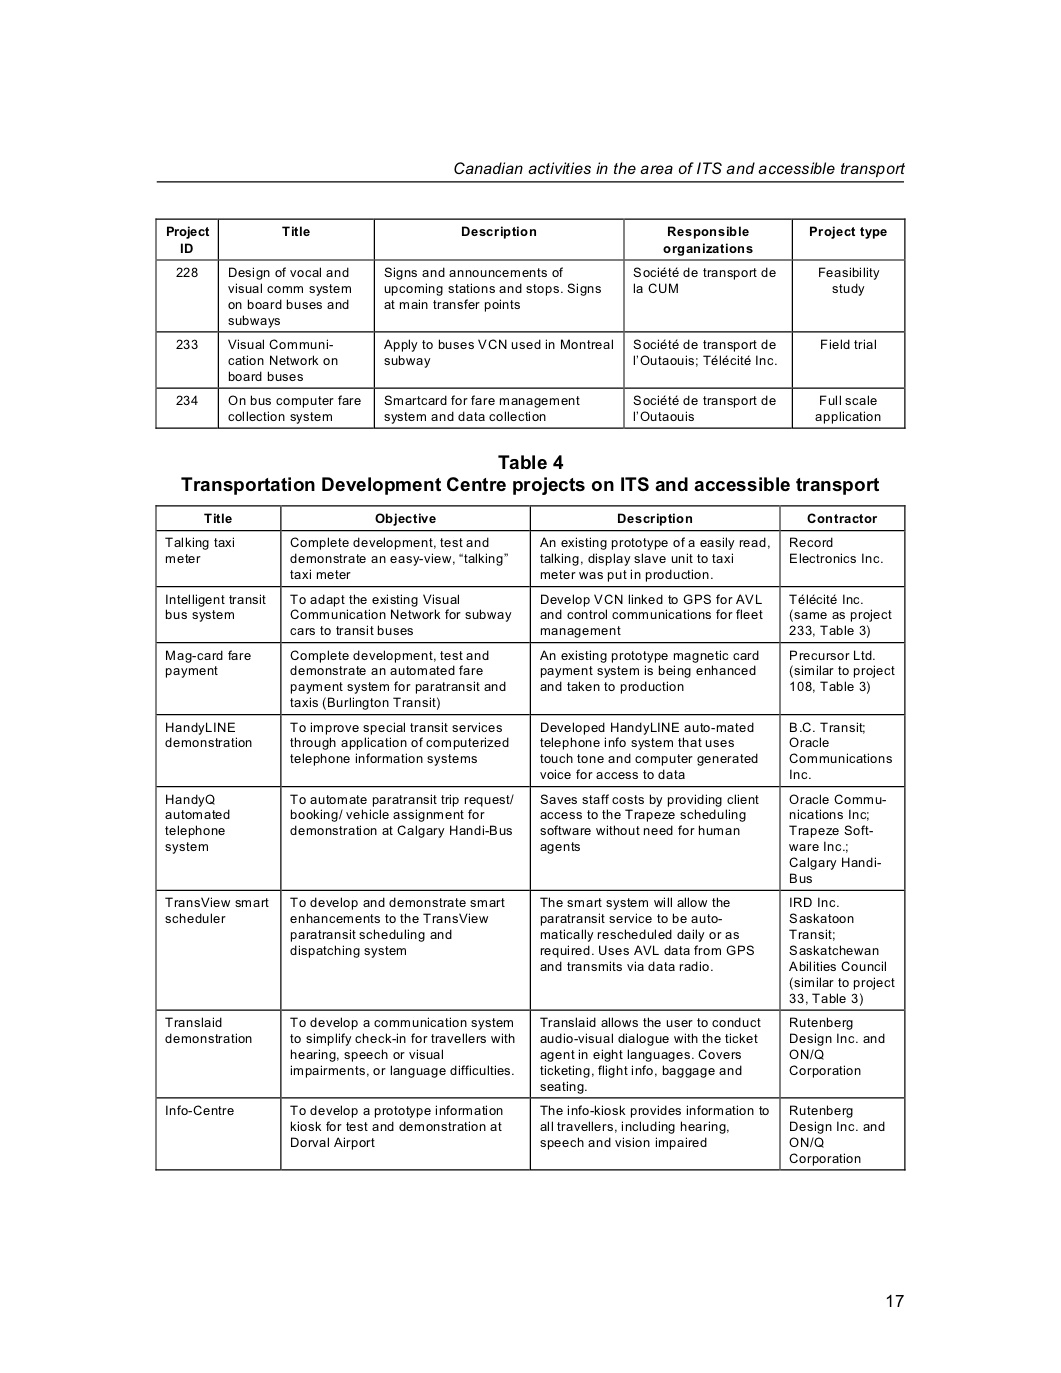 Canadian activities in the area of ITS and accessible transport
Project ID
Title
Description
Responsible organizations
Project type
228
Design of vocal and
visual comm system
on board buses and
subways
Signs and announcements of
upcoming stations and stops. Signs
at main transfer points
Société de transport de
la CUM
Feasibility
study
233
Visual Communi-
cation Network on
board buses
Apply to buses VCN used in Montreal
subway
Société de transport de
l'Outaouis; Télécité Inc.
Field trial
234
On bus computer fare
collection system
Smartcard for fare management
system and data collection
Société de transport de
l'Outaouis
Full scale
application
Table 4
Transportation Development Centre projects on ITS and accessible transport
Title
Objective
Description
Contractor
Talking taxi
meter
Complete development, test and
demonstrate an easy-view, “talking”
taxi meter
An existing prototype of a easily read,
talking, display slave unit to taxi
meter was put in production.
Record
Electronics Inc.
Intelligent transit
bus system
To adapt the existing Visual
Communication Network for subway
cars to transit buses
Develop VCN linked to GPS for AVL
and control communications for fleet
management
Télécité Inc.
(same as project
233, Table 3)
Mag-card fare
payment
Complete development, test and
demonstrate an automated fare
payment system for paratransit and
taxis (Burlington Transit)
An existing prototype magnetic card
payment system is being enhanced
and taken to production
Precursor Ltd.
(similar to project
108, Table 3)
HandyLINE
demonstration
To improve special transit services
through application of computerized
telephone information systems
Developed HandyLINE auto-mated
telephone info system that uses
touch tone and computer generated
voice for access to data
B.C. Transit;
Oracle
Communications
Inc.
HandyQ
automated
telephone
system
To automate paratransit trip request/
booking/ vehicle assignment for
demonstration at Calgary Handi-Bus
Saves staff costs by providing client
access to the Trapeze scheduling
software without need for human
agents
Oracle Commu-
nications Inc;
Trapeze Soft-
ware Inc.;
Calgary Handi-
Bus
TransView smart
scheduler
To develop and demonstrate smart
enhancements to the TransView
paratransit scheduling and
dispatching system
The smart system will allow the
paratransit service to be auto-
matically rescheduled daily or as
required. Uses AVL data from GPS
and transmits via data radio.
IRD Inc.
Saskatoon
Transit;
Saskatchewan
Abilities Council
(similar to project
33, Table 3)
Translaid
demonstration
To develop a communication system
to simplify check-in for travellers with
hearing, speech or visual
impairments, or language difficulties.
Translaid allows the user to conduct
audio-visual dialogue with the ticket
agent in eight languages. Covers
ticketing, flight info, baggage and
seating.
Rutenberg
Design Inc. and
ON/Q
Corporation
Info-Centre
To develop a prototype information
kiosk for test and demonstration at
Dorval Airport
The info-kiosk provides information to
all travellers, including hearing,
speech and vision impaired
Rutenberg
Design Inc. and
ON/Q
Corporation
17